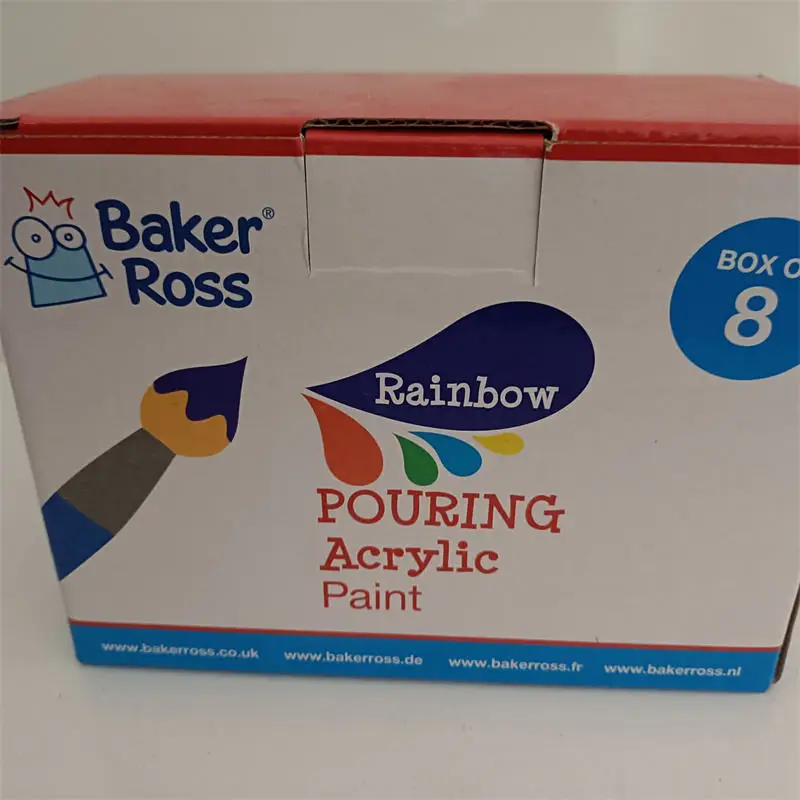 Baker®
Ross
BOX O
8
Rainbow
POURING
Acrylic
Paint
www.bakerross.co.uk www.bakerross.de www.bakerross.fr www.bakerross.nl